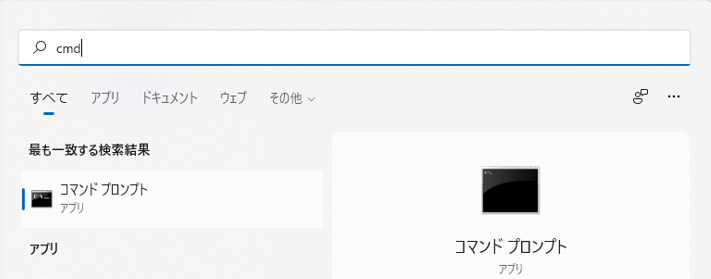 cmd
すべて アプリ ドキュメント ウェブ その他
最も一致する検索結果
コマンド プロンプト
アプリ
アプリ
コマンド プロンプト
アプリ